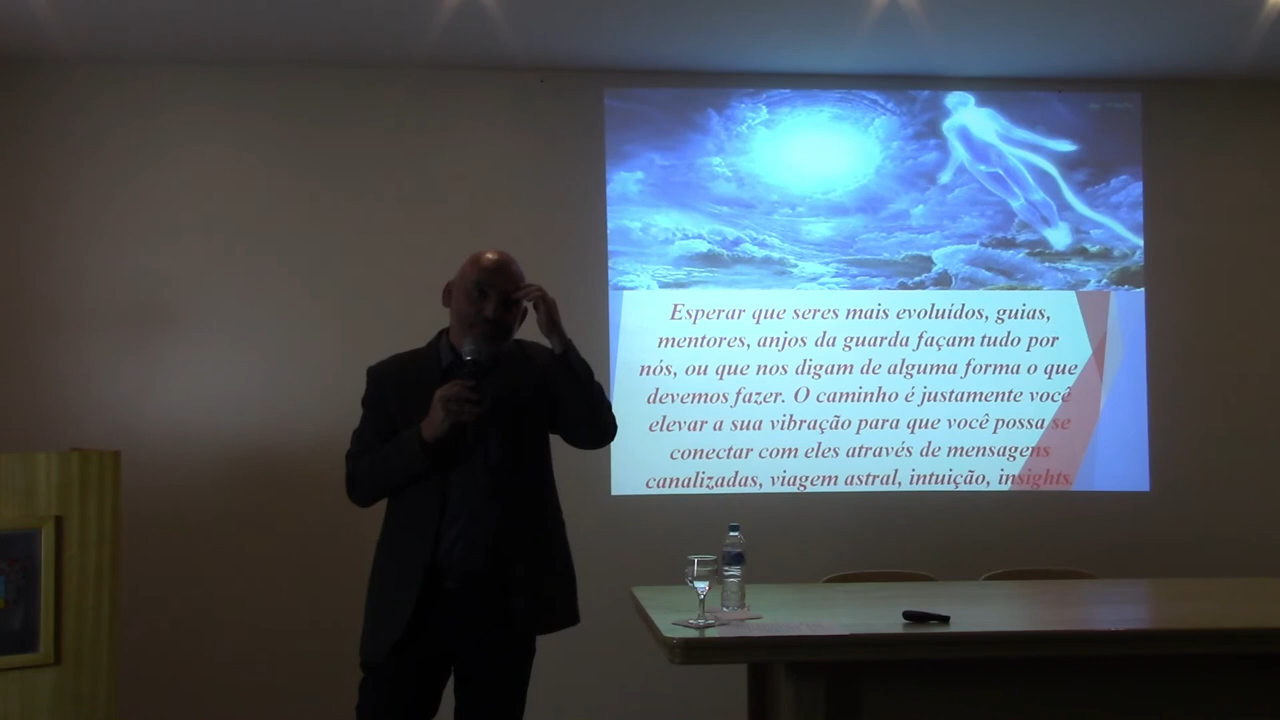 Esperar que seres mais evoluídos, guias,
mentores, anjos da guarda façam tudo por
nós, ou que nos digam de alguma forma o que
devemos fazer. O caminho é justamente você
elevar a sua vibração para que você possa se
conectar com eles através de mensagens
canalizadas, viagem astral, intuição, insights.